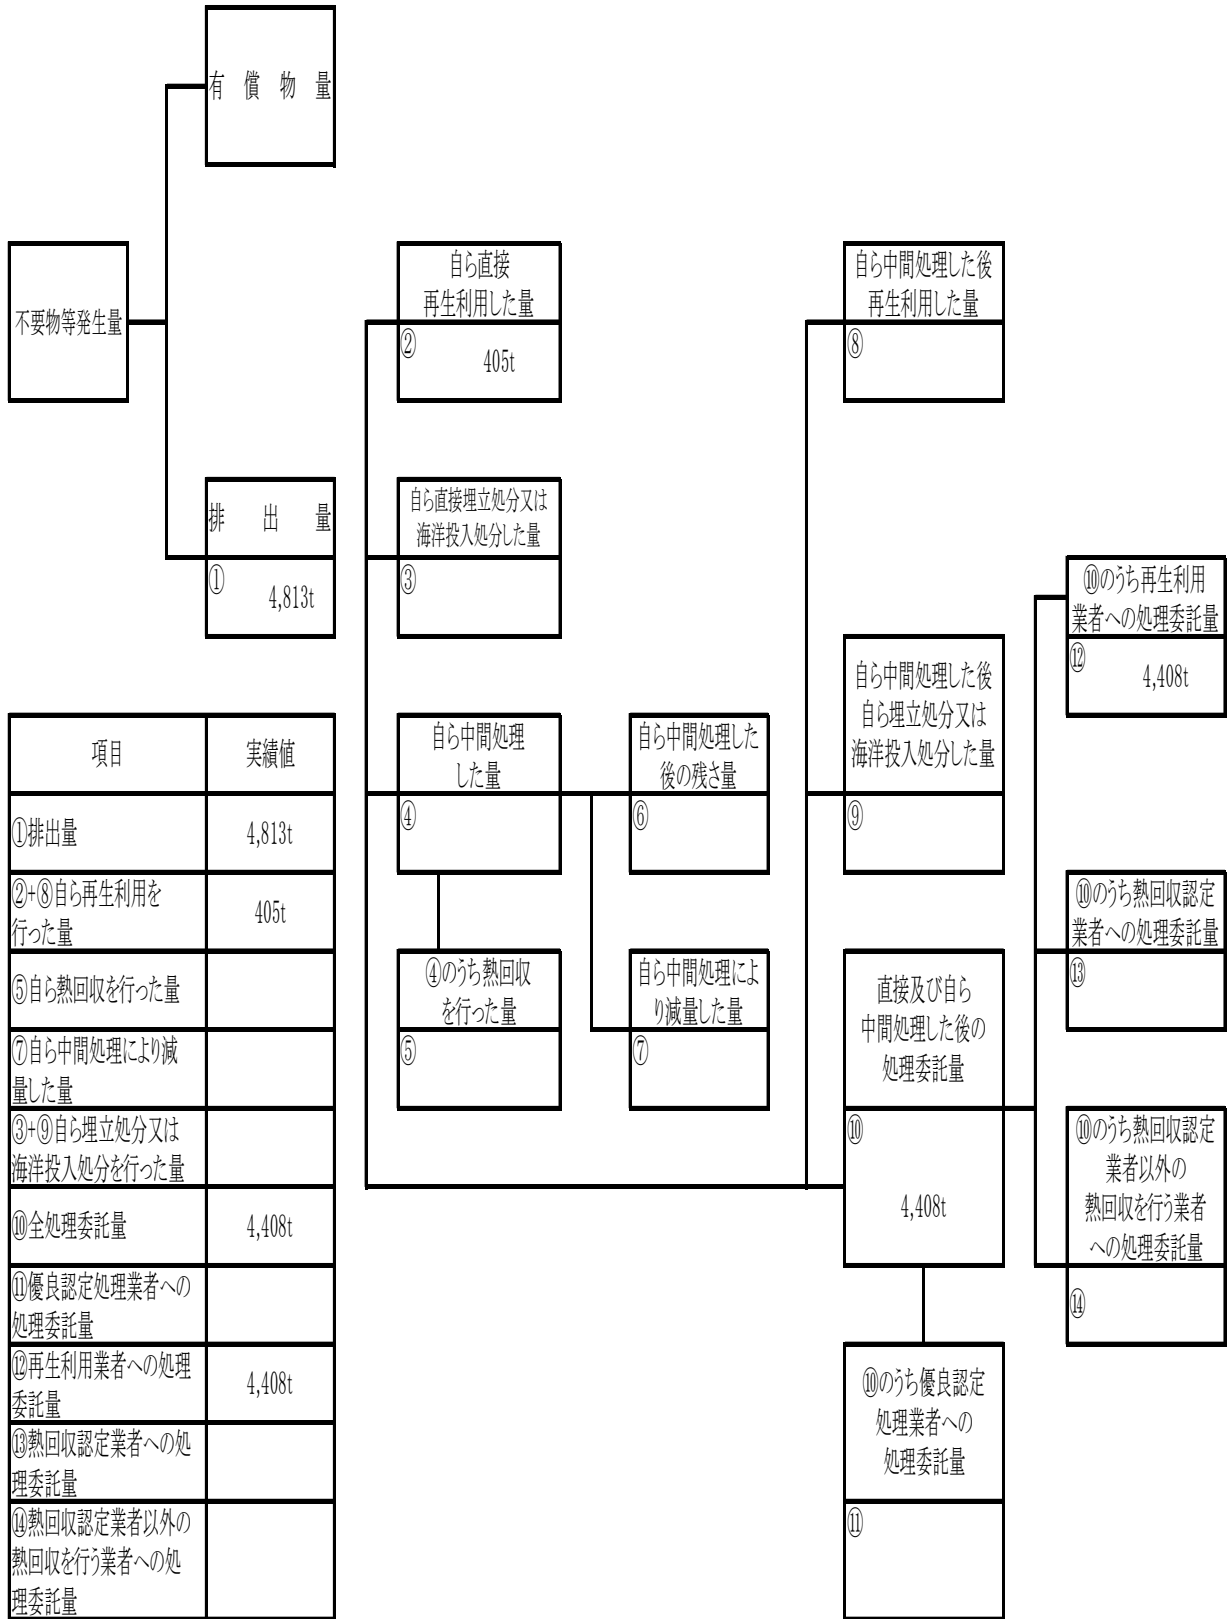 有償物量
不要物等発生量
排出量
①
4,813t
自ら直接
再生利用した量
②
405t
自ら直接埋立処分又は
海洋投入処分した量
③
自ら中間処理
した量
④
④のうち熱回収
を行った量
⑤
自ら中間処理した
後の残さ量
⑥
自ら中間処理によ
り減量した量
⑦
自ら中間処理した後
再生利用した量
⑧
自ら中間処理した後
自ら埋立処分又は
海洋投入処分した量
⑨
直接及び自ら
中間処理した後の
処理委託量
⑩
4,408t
⑩のうち優良認定
処理業者への
処理委託量
⑪
⑩のうち再生利用
業者への処理委託量
⑫
4,408t
⑩のうち熱回収認定
業者への処理委託量
⑬
⑩のうち熱回収認定
業者以外の
熱回収を行う業者
への処理委託量
⑭
項目 実績値
①排出量 4,813t
②+⑧自ら再生利用を
行った量
405t
⑤自ら熱回収を行った量
⑦自ら中間処理により減
量した量
③+⑨自ら埋立処分又は
海洋投入処分を行った量
⑩全処理委託量 4,408t
⑪優良認定処理業者への
処理委託量
⑫再生利用業者への処理
委託量
4,408t
⑬熱回収認定業者への処
理委託量
⑭熱回収認定業者以外の
熱回収を行う業者への処
理委託量